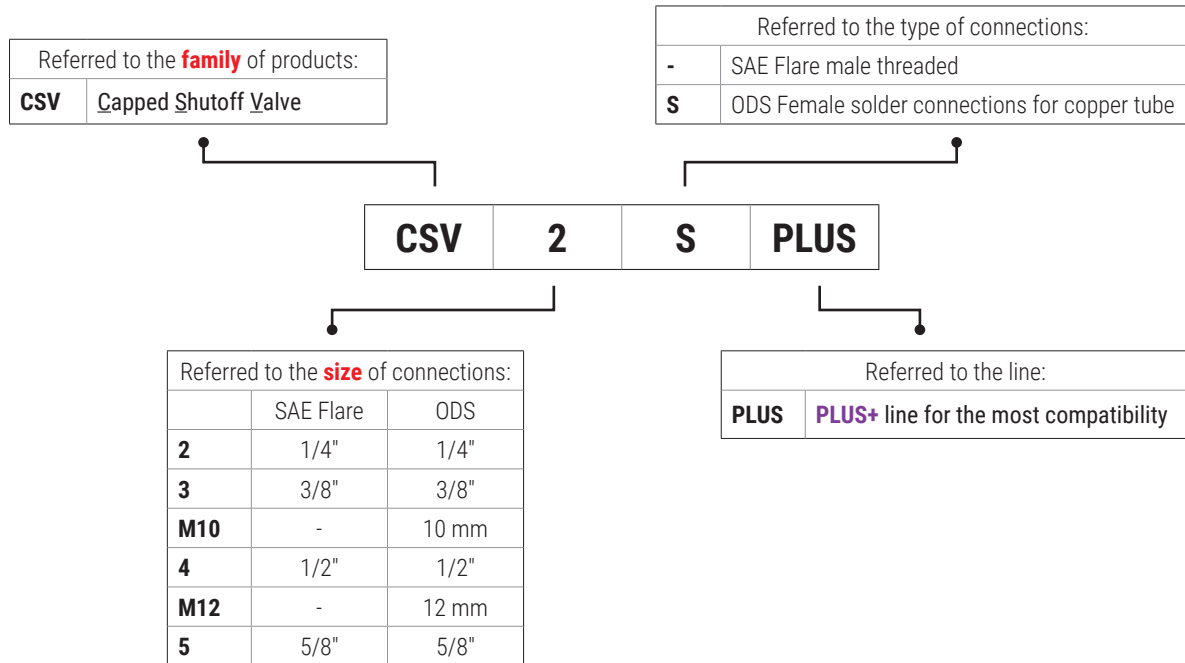 Referred to the family of products:
CSV Capped Shutoff Valve
Referred to the type of connections:
- SAE Flare male threaded
S ODS Female solder connections for copper tube
CSV 2 S PLUS
Referred to the size of connections:
SAE Flare ODS
2 1/4" 1/4"
3 3/8" 3/8"
M10 - 10 mm
4 1/2" 1/2"
M12 - 12 mm
5 5/8" 5/8"
Referred to the line:
PLUS PLUS+ line for the most compatibility